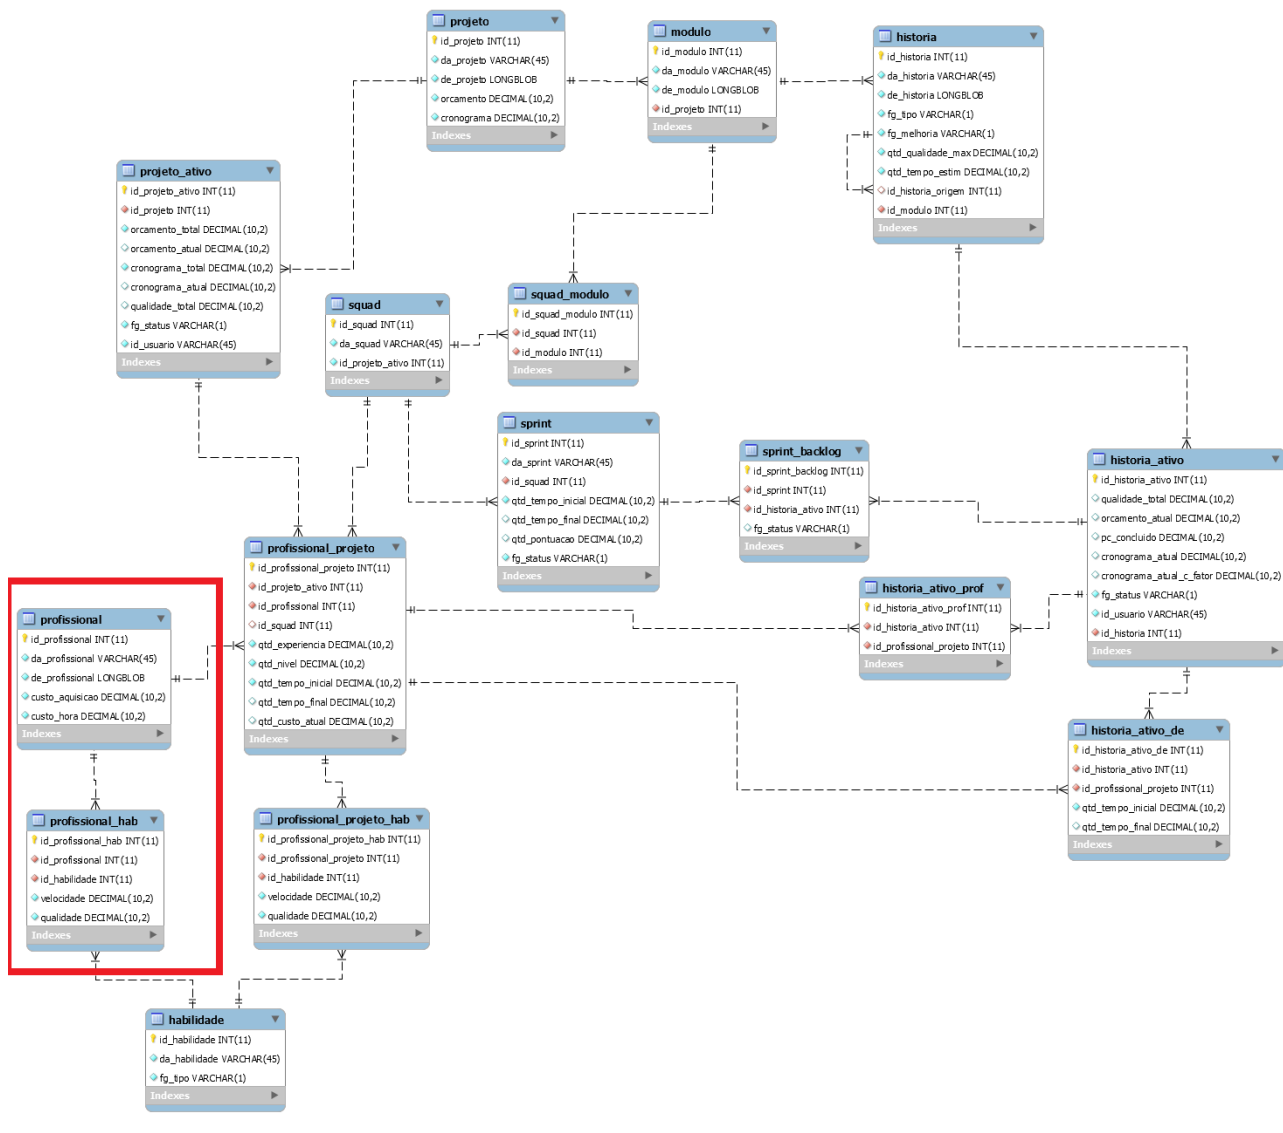 projeto
id_projeto INT(11)
da_projeto VARCHAR(45)
de_projeto LONGBLOB
orcamento DECIMAL(10,2)
cronograma DECIMAL(10,2)
Indexes
modulo
id_modulo INT(11)
da_modulo VARCHAR(45)
de_modulo LONGBLOB
id_projeto INT(11)
Indexes
historia
id_historia INT(11)
da_historia VARCHAR(45)
de_historia LONGBLOB
fg_tipo VARCHAR(1)
fg_melhoria VARCHAR(1)
qtd_qualidade_max DECIMAL(10,2)
qtd_tempo_estim DECIMAL(10,2)
id_historia_origem INT(11)
id_modulo INT(11)
Indexes
projeto_ativo
id_projeto_ativo INT(11)
id_projeto INT(11)
orcamento_total DECIMAL(10,2)
orcamento_atual DECIMAL(10,2)
cronograma_total DECIMAL(10,2)
cronograma_atual DECIMAL(10,2)
qualidade_total DECIMAL(10,2)
fg_status VARCHAR(1)
id_usuario VARCHAR(45)
Indexes
squad
id_squad INT(11)
da_squad VARCHAR(45)
id_projeto_ativo INT(11)
Indexes
squad_modulo
id_squad_modulo INT(11)
id_squad INT(11)
id_modulo INT(11)
Indexes
sprint
id_sprint INT(11)
da_sprint VARCHAR(45)
id_squad INT(11)
qtd_tempo_inicial DECIMAL(10,2)
qtd_tempo_final DECIMAL(10,2)
qtd_pontuacao DECIMAL(10,2)
fg_status VARCHAR(1)
Indexes
sprint_backlog
id_sprint_backlog INT(11)
id_sprint INT(11)
id_historia_ativo INT(11)
fg_status VARCHAR(1)
Indexes
historia_ativo
id_historia_ativo INT(11)
qualidade_total DECIMAL(10,2)
orcamento_atual DECIMAL(10,2)
pc_concluido DECIMAL(10,2)
cronograma_atual DECIMAL(10,2)
cronograma_atual_c_fator DECIMAL(10,2)
fg_status VARCHAR(1)
id_usuario VARCHAR(45)
id_historia INT(11)
Indexes
profissional_projeto
id_profissional_projeto INT(11)
id_projeto_ativo INT(11)
id_profissional INT(11)
id_squad INT(11)
qtd_experiencia DECIMAL(10,2)
qtd_nivel DECIMAL(10,2)
qtd_tempo_inicial DECIMAL(10,2)
qtd_tempo_final DECIMAL(10,2)
qtd_custo_atual DECIMAL(10,2)
Indexes
historia_ativo_prof
id_historia_ativo_prof INT(11)
id_historia_ativo INT(11)
id_profissional_projeto INT(11)
Indexes
profissional
id_profissional INT(11)
da_profissional VARCHAR(45)
de_profissional LONGBLOB
custo_aquisicao DECIMAL(10,2)
custo_hora DECIMAL(10,2)
Indexes
historia_ativo_de
id_historia_ativo_de INT(11)
id_historia_ativo INT(11)
id_profissional_projeto INT(11)
qtd_tempo_inicial DECIMAL(10,2)
qtd_tempo_final DECIMAL(10,2)
Indexes
profissional_hab
id_profissional_hab INT(11)
id_profissional INT(11)
id_habilidade INT(11)
velocidade DECIMAL(10,2)
qualidade DECIMAL(10,2)
Indexes
profissional_projeto_hab
id_profissional_projeto_hab INT(11)
id_profissional_projeto INT(11)
id_habilidade INT(11)
velocidade DECIMAL(10,2)
qualidade DECIMAL(10,2)
Indexes
habilidade
id_habilidade INT(11)
da_habilidade VARCHAR(45)
fg_tipo VARCHAR(1)
Indexes